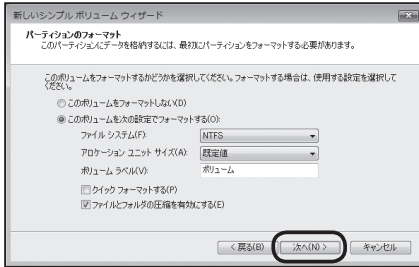 新しいシンプル ボリューム ウィザード
パーティションのフォーマット
このパーティションにデータを格納するには、最初にパーティションをフォーマットする必要があります。
このボリュームをフォーマットするかどうかを選択してください。フォーマットする場合は、使用する設定を選択して
ください。
このボリュームをフォーマットしない(D)
このボリュームを次の設定でフォーマットする(O):
ファイル システム(F): NTFS
アロケーション ユニット サイズ(A): 既定値
ボリューム ラベル(V): ボリューム
クイック フォーマットする(P)
ファイルとフォルダの圧縮を有効にする(E)
< 戻る(B) 次へ(N) > キャンセル